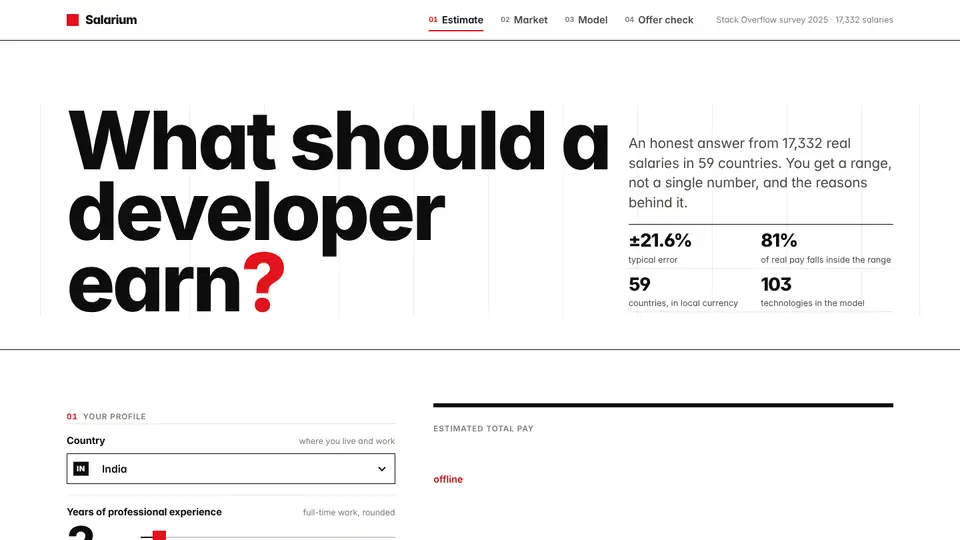 Salarium
01 Estimate
02 Market
03 Model
04 Offer check
Stack Overflow survey 2025 · 17,332 salaries
What should a
developer
earn?
An honest answer from 17,332 real
salaries in 59 countries. You get a range,
not a single number, and the reasons
behind it.
±21.6%
typical error
81%
of real pay falls inside the range
59
countries, in local currency
103
technologies in the model
01 YOUR PROFILE
Country
where you live and work
IN India
Years of professional experience
full-time work, rounded
ESTIMATED TOTAL PAY
offline